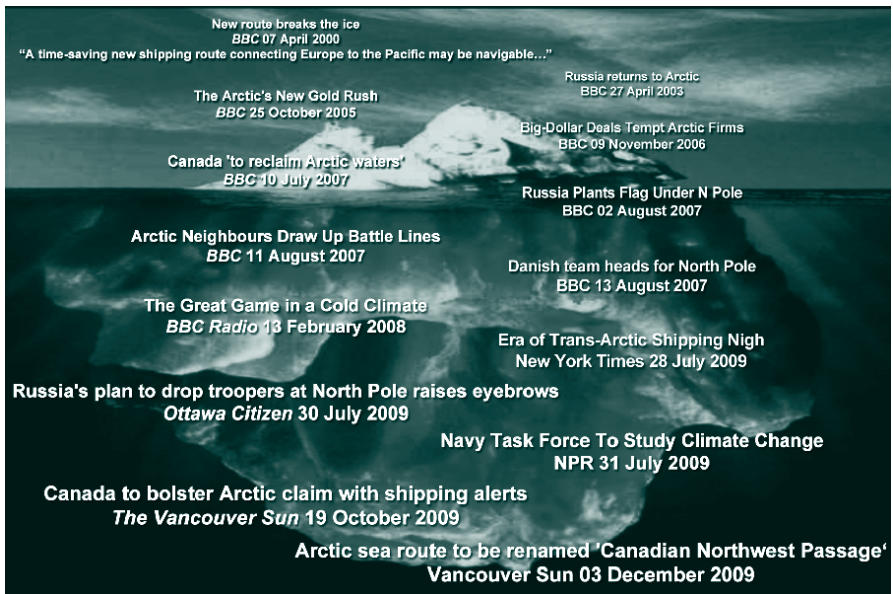 New route breaks the ice
BBC 07 April 2000
“A time-saving new shipping route connecting Europe to the Pacific may be navigable…”
Russia returns to Arctic
BBC 27 April 2003
The Arctic's New Gold Rush
BBC 25 October 2005
Big-Dollar Deals Tempt Arctic Firms
BBC 09 November 2006
Canada 'to reclaim Arctic waters'
BBC 10 July 2007
Russia Plants Flag Under N Pole
BBC 02 August 2007
Arctic Neighbours Draw Up Battle Lines
BBC 11 August 2007
Danish team heads for North Pole
BBC 13 August 2007
The Great Game in a Cold Climate
BBC Radio 13 February 2008
Era of Trans-Arctic Shipping Nigh
New York Times 28 July 2009
Russia's plan to drop troopers at North Pole raises eyebrows
Ottawa Citizen 30 July 2009
Navy Task Force To Study Climate Change
NPR 31 July 2009
Canada to bolster Arctic claim with shipping alerts
The Vancouver Sun 19 October 2009
Arctic sea route to be renamed 'Canadian Northwest Passage‘
Vancouver Sun 03 December 2009